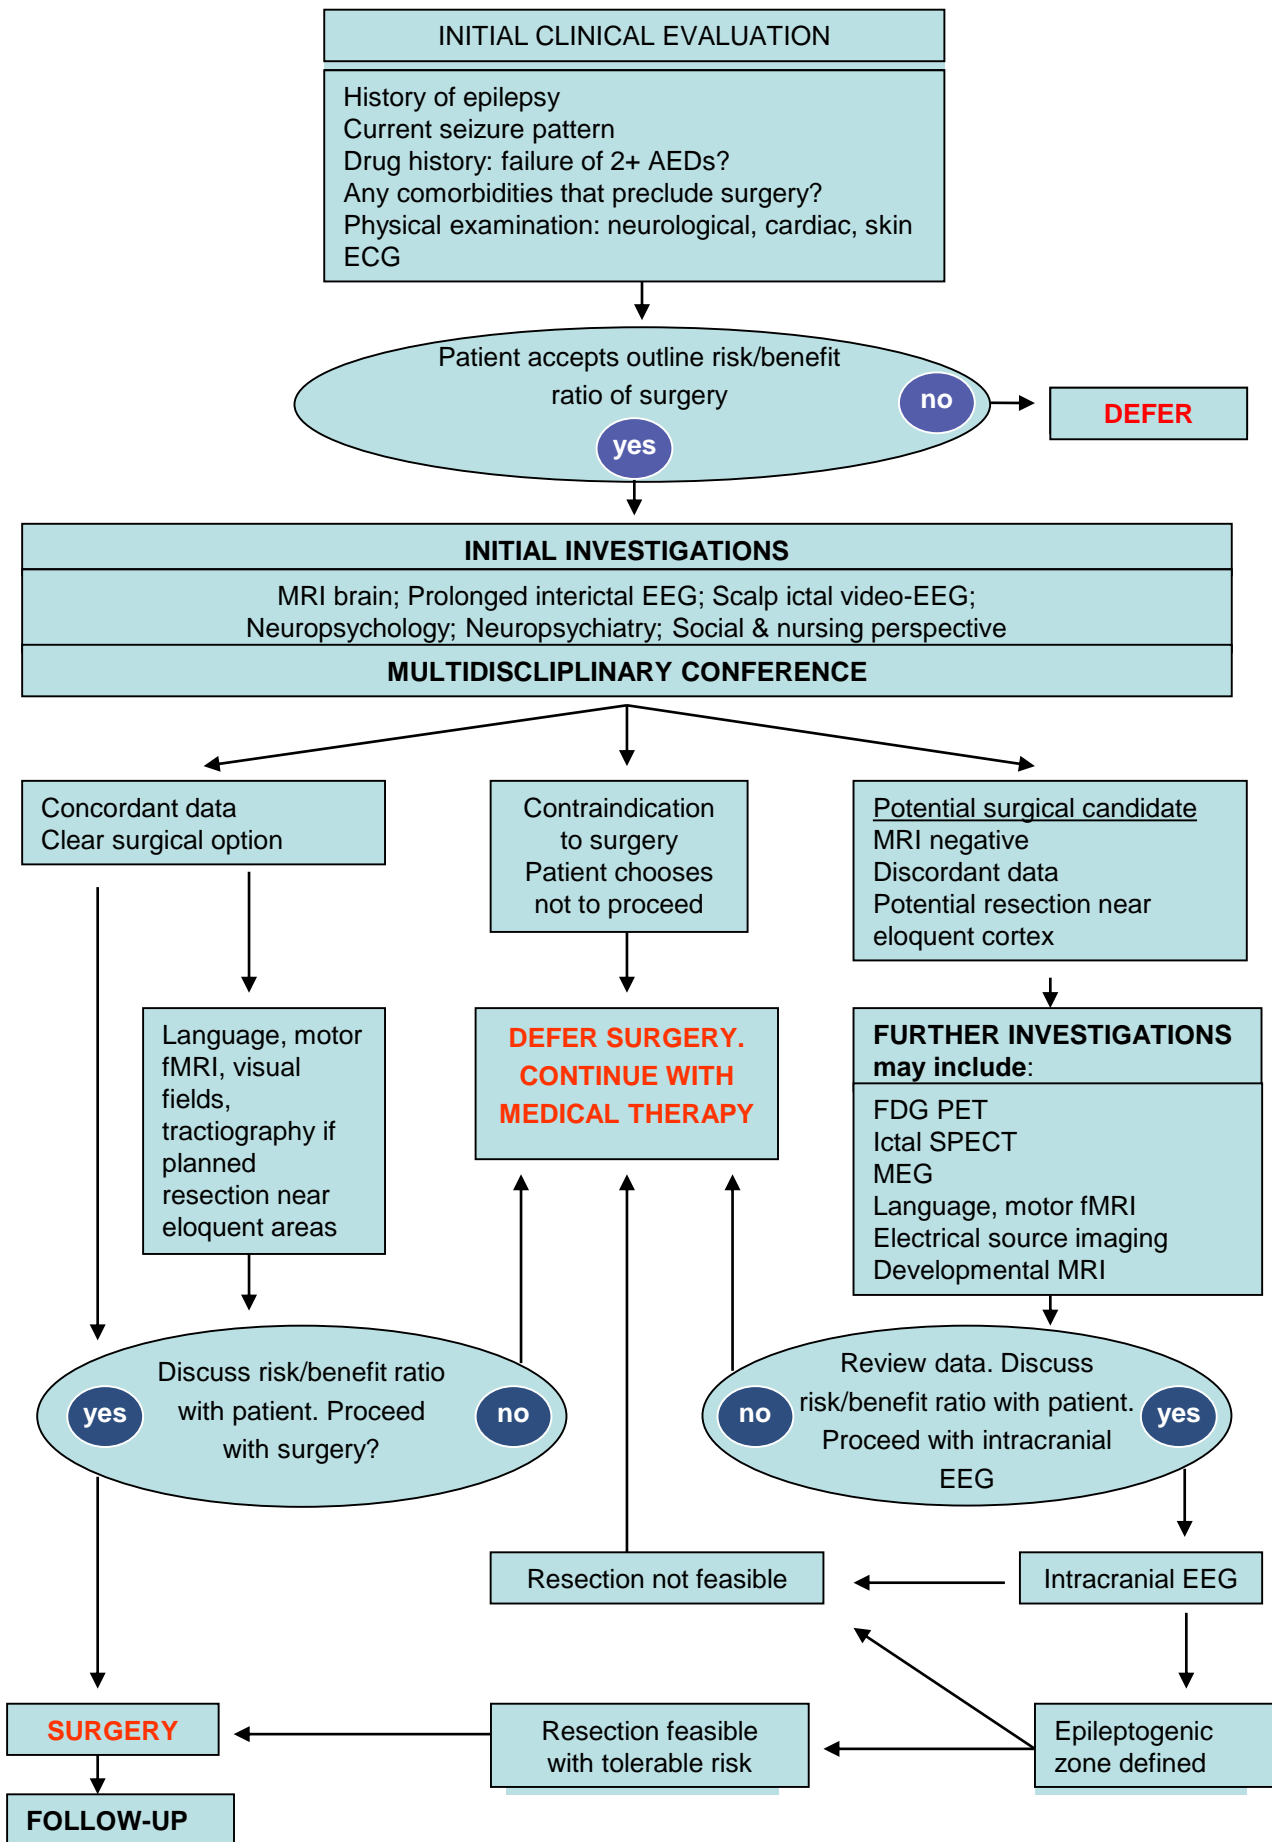 INITIAL CLINICAL EVALUATION
History of epilepsy
Current seizure pattern
Drug history: failure of 2+ AEDs?
Any comorbidities that preclude surgery?
Physical examination: neurological, cardiac, skin
ECG
Patient accepts outline risk/benefit
ratio of surgery
no
yes
DEFER
INITIAL INVESTIGATIONS
MRI brain; Prolonged interictal EEG; Scalp ictal video-EEG;
Neuropsychology; Neuropsychiatry; Social & nursing perspective
MULTIDISCLIPLINARY CONFERENCE
Concordant data
Clear surgical option
Contraindication
to surgery
Patient chooses
not to proceed
Potential surgical candidate
MRI negative
Discordant data
Potential resection near
eloquent cortex
Language, motor
fMRI, visual
fields,
tractiography if
planned
resection near
eloquent areas
DEFER SURGERY.
CONTINUE WITH
MEDICAL THERAPY
FURTHER INVESTIGATIONS
may include:
FDG PET
Ictal SPECT
MEG
Language, motor fMRI
Electrical source imaging
Developmental MRI
Discuss risk/benefit ratio
with patient. Proceed
with surgery?
yes
no
Review data. Discuss
risk/benefit ratio with patient.
Proceed with intracranial
EEG
no
yes
Resection not feasible
Intracranial EEG
SURGERY
Resection feasible
with tolerable risk
Epileptogenic
zone defined
FOLLOW-UP